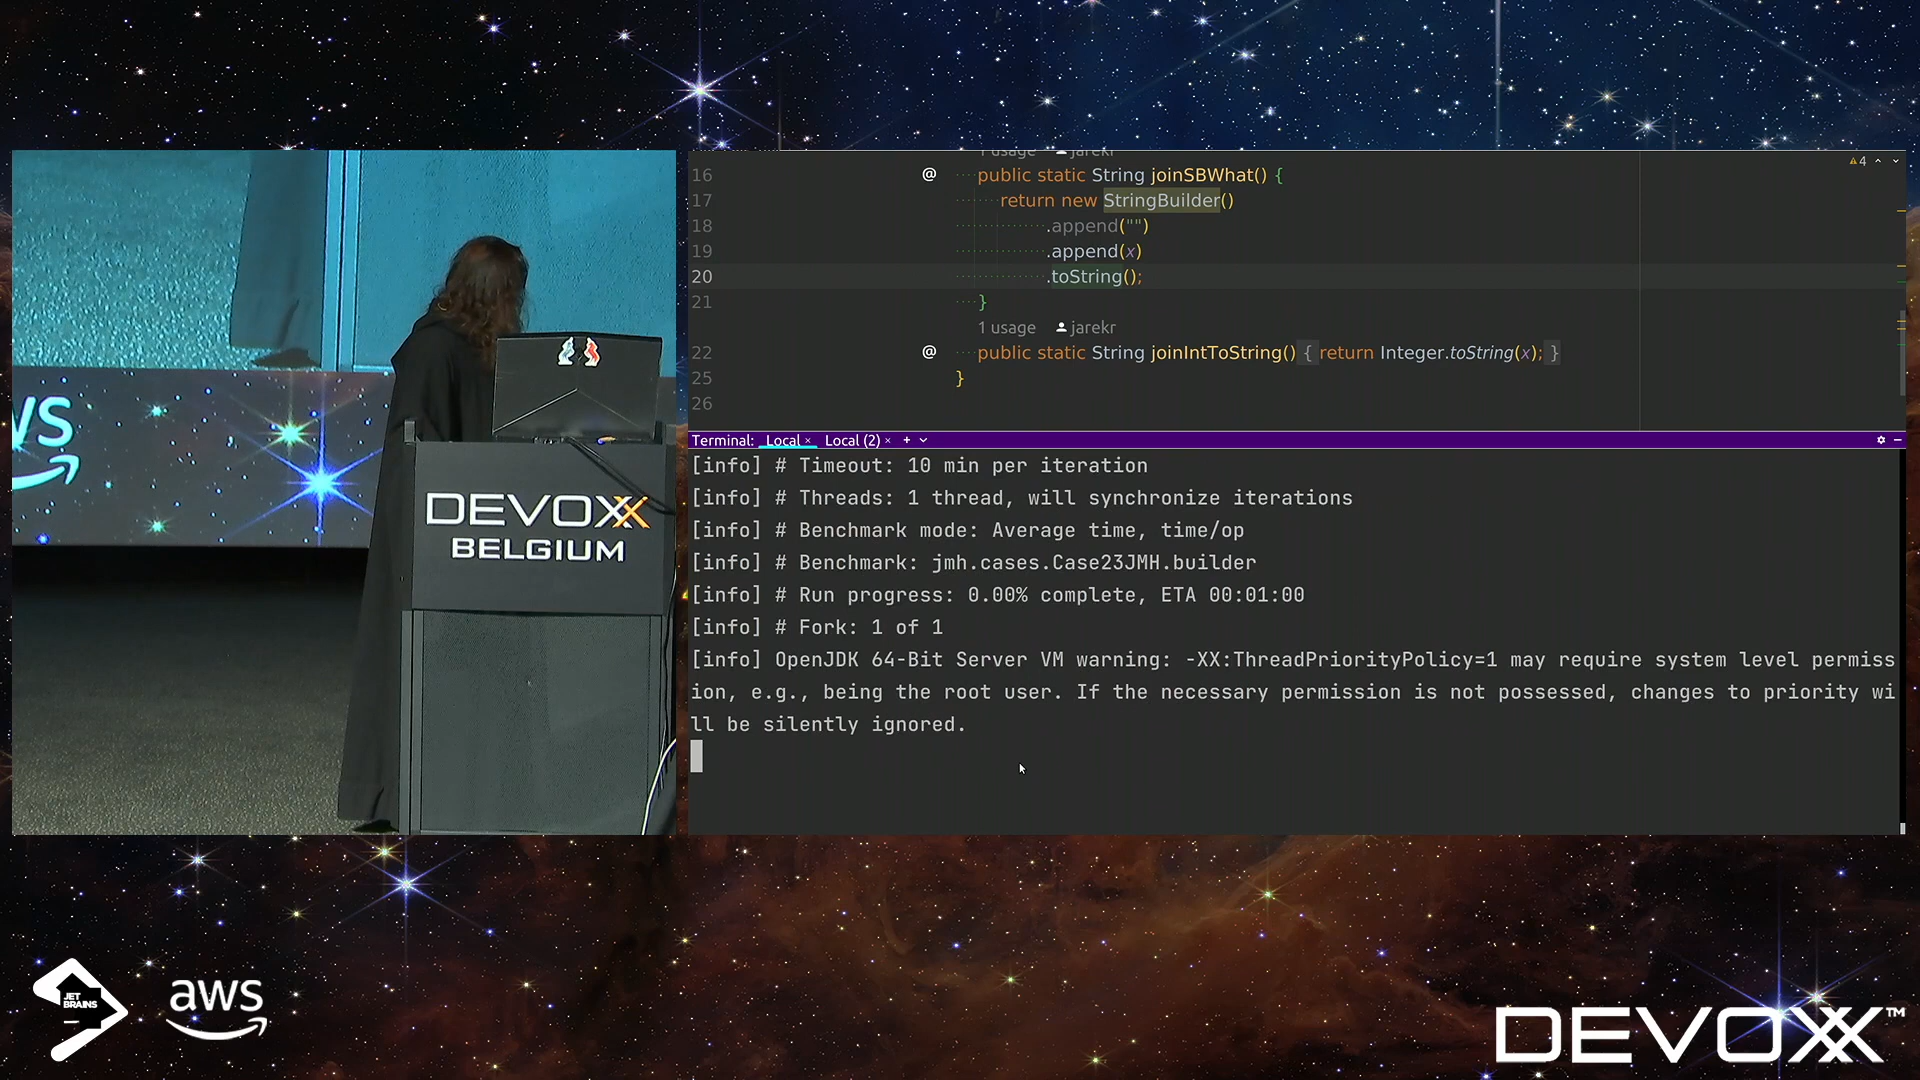 1 usage jarekr
16 @ public static String joinSBWhat() {
17 return new StringBuilder()
18 .append("")
19 .append(x)
20 .toString();
21 }
1 usage jarekr
22 @ public static String joinIntToString() { return Integer.toString(x); }
25 }
26
4
Terminal: Local × Local (2) × +
[info] # Timeout: 10 min per iteration
[info] # Threads: 1 thread, will synchronize iterations
[info] # Benchmark mode: Average time, time/op
[info] # Benchmark: jmh.cases.Case23JMH.builder
[info] # Run progress: 0.00% complete, ETA 00:01:00
[info] # Fork: 1 of 1
[info] OpenJDK 64-Bit Server VM warning: -XX:ThreadPriorityPolicy=1 may require system level permiss
ion, e.g., being the root user. If the necessary permission is not possessed, changes to priority wi
ll be silently ignored.
WS
DEVOXX
BELGIUM
JET
BRAINS
aws
DEVOXX™